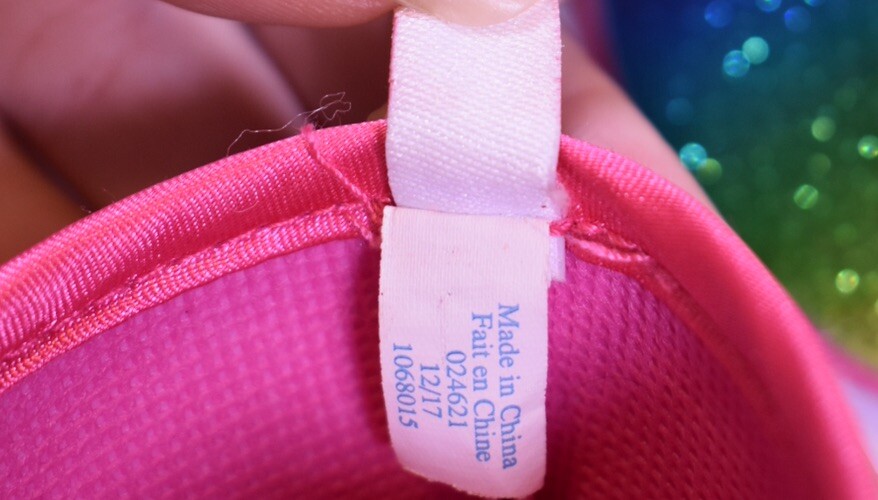 Made in China
Fait en Chine
024621
12/17
1068015